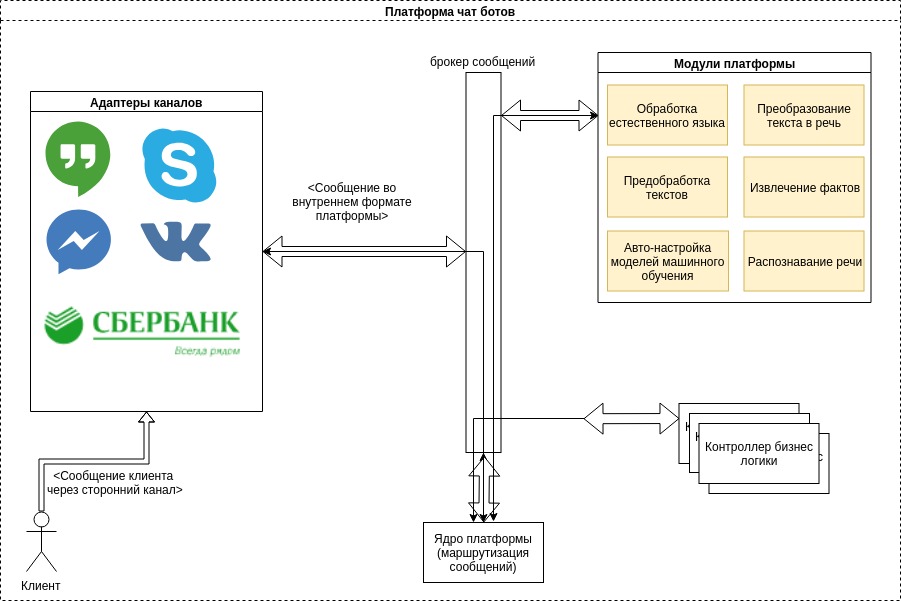 Платформа чат ботов
брокер сообщений
Модули платформы
Обработка
естественного языка
Преобразование
текста в речь
Предобработка
текстов
Извлечение фактов
Авто-настройка
моделей машинного
обучения
Распознавание речи
Адаптеры каналов
S
СБЕРБАНК
Всегда рядом
<Сообщение во
внутреннем формате
платформы>
Контроллер бизнес
логики
<Сообщение клиента
через сторонний канал>
Ядро платформы
(маршрутизация
сообщений)
Клиент